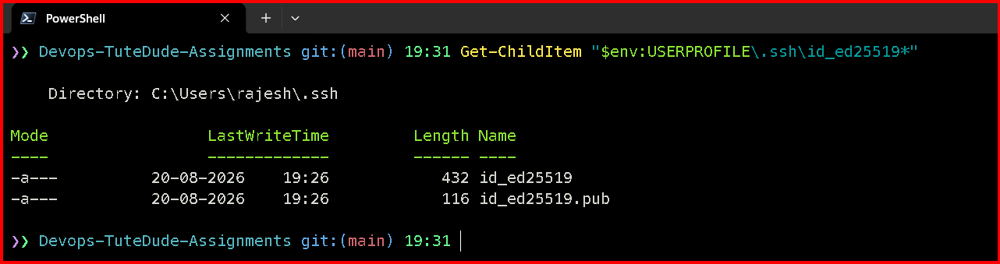 PowerShell
❯❯ Devops-TuteDude-Assignments git:(main) 19:31 Get-ChildItem "$env:USERPROFILE\.ssh\id_ed25519*"
Directory: C:\Users\rajesh\.ssh
Mode                 LastWriteTime         Length Name
----                 -------------         ------ ----
-a---          20-08-2026    19:26            432 id_ed25519
-a---          20-08-2026    19:26            116 id_ed25519.pub
❯❯ Devops-TuteDude-Assignments git:(main) 19:31